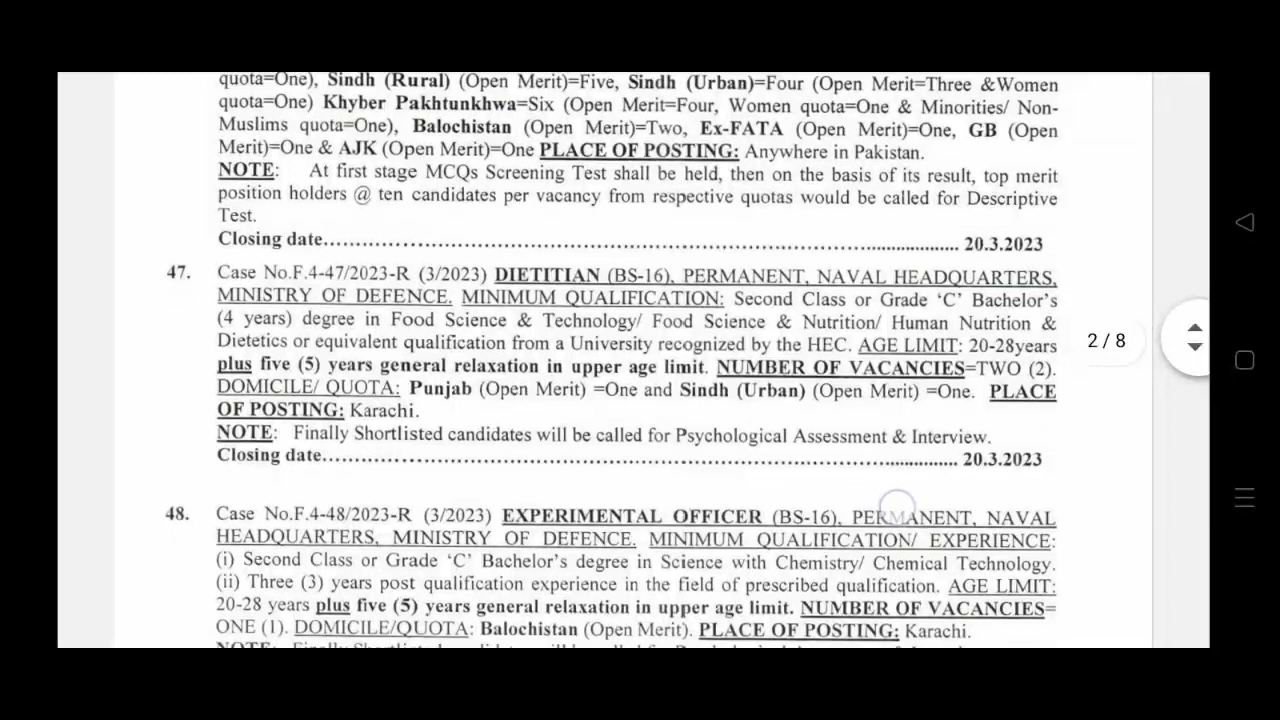 quota=One), Sindh (Rural) (Open Merit)=Five, Sindh (Urban)=Four (Open Merit=Three &Women
quota=One) Khyber Pakhtunkhwa=Six (Open Merit=Four, Women quota=One & Minorities/ Non-
Muslims quota=One), Balochistan (Open Merit)=Two, Ex-FATA (Open Merit)=One, GB (Open
Merit)=One & AJK (Open Merit)=One PLACE OF POSTING: Anywhere in Pakistan.
NOTE: At first stage MCQs Screening Test shall be held, then on the basis of its result, top merit
position holders @ ten candidates per vacancy from respective quotas would be called for Descriptive
Test.
Closing date........................................................................................... 20.3.2023
47. Case No.F.4-47/2023-R (3/2023) DIETITIAN (BS-16), PERMANENT, NAVAL HEADQUARTERS,
MINISTRY OF DEFENCE. MINIMUM QUALIFICATION: Second Class or Grade ‘C’ Bachelor’s
(4 years) degree in Food Science & Technology/ Food Science & Nutrition/ Human Nutrition &
Dietetics or equivalent qualification from a University recognized by the HEC. AGE LIMIT: 20-28years
plus five (5) years general relaxation in upper age limit. NUMBER OF VACANCIES=TWO (2).
DOMICILE/ QUOTA: Punjab (Open Merit) =One and Sindh (Urban) (Open Merit) =One. PLACE
OF POSTING: Karachi.
NOTE: Finally Shortlisted candidates will be called for Psychological Assessment & Interview.
Closing date........................................................................................... 20.3.2023
2 / 8
48. Case No.F.4-48/2023-R (3/2023) EXPERIMENTAL OFFICER (BS-16), PERMANENT, NAVAL
HEADQUARTERS, MINISTRY OF DEFENCE. MINIMUM QUALIFICATION/ EXPERIENCE:
(i) Second Class or Grade ‘C’ Bachelor’s degree in Science with Chemistry/ Chemical Technology.
(ii) Three (3) years post qualification experience in the field of prescribed qualification. AGE LIMIT:
20-28 years plus five (5) years general relaxation in upper age limit. NUMBER OF VACANCIES=
ONE (1). DOMICILE/QUOTA: Balochistan (Open Merit). PLACE OF POSTING: Karachi.